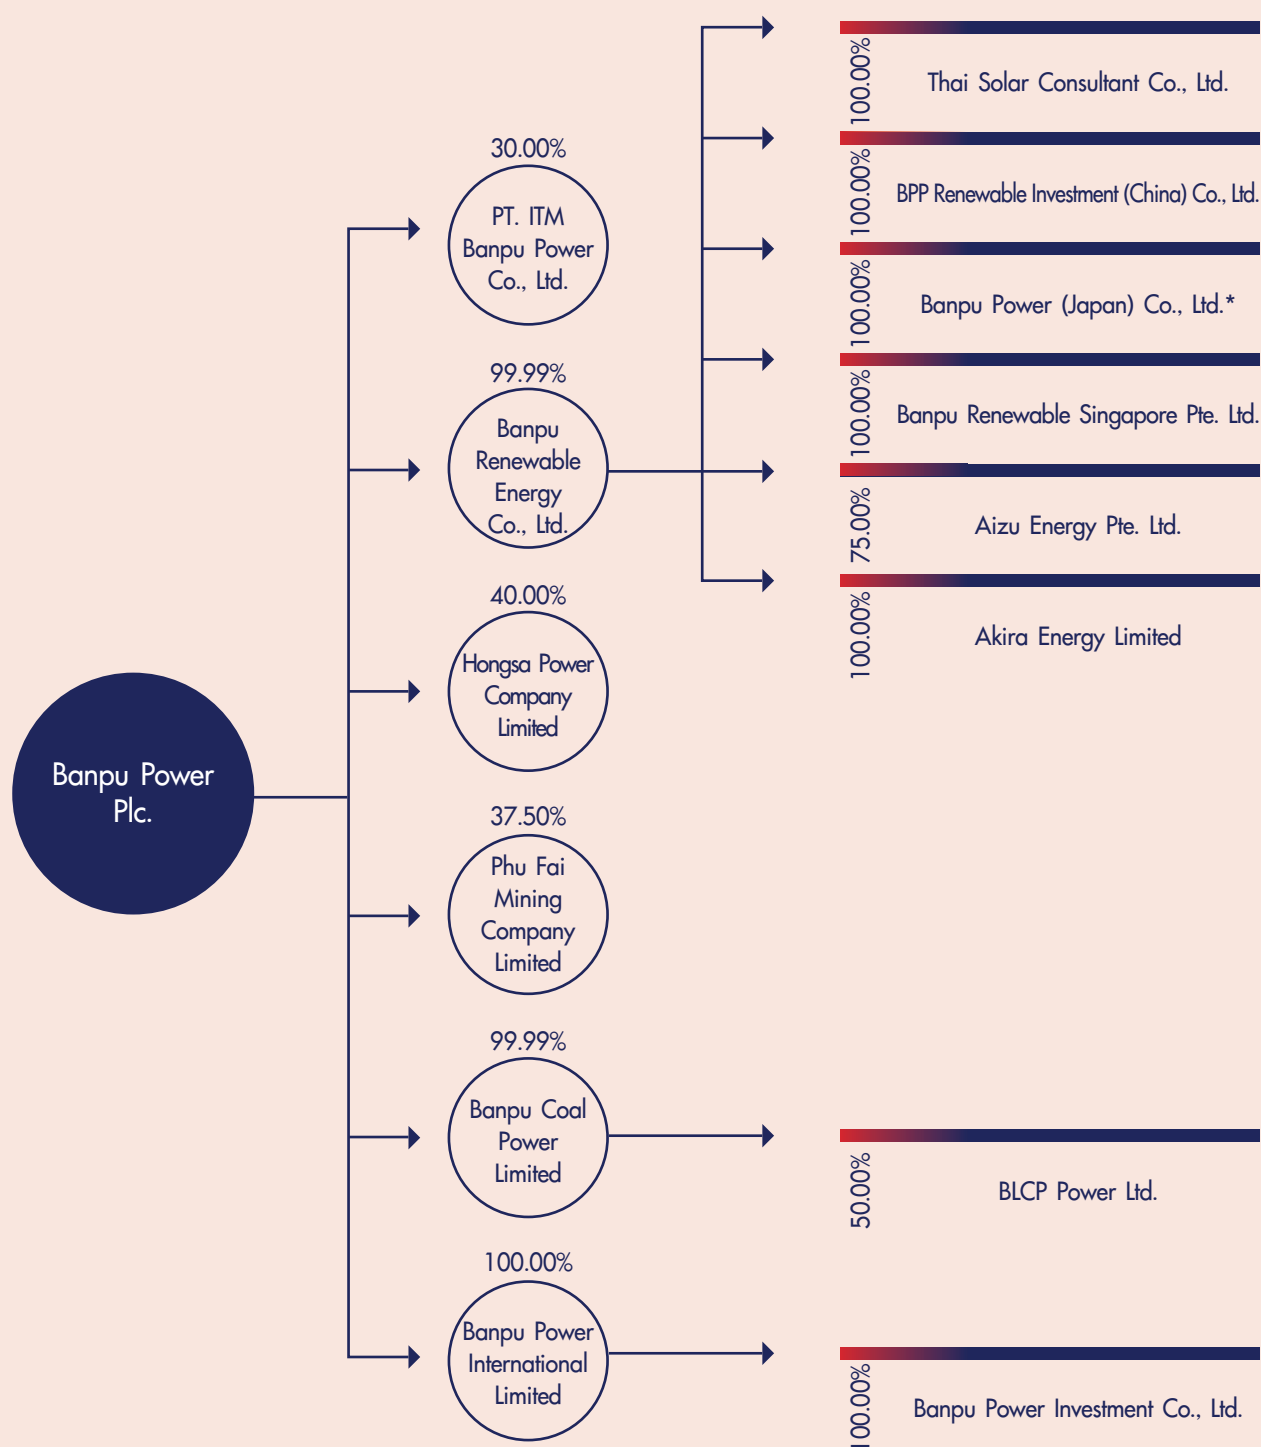 Banpu Power
Plc.
30.00%
PT. ITM
Banpu Power
Co., Ltd.
99.99%
Banpu
Renewable
Energy
Co., Ltd.
40.00%
Hongsa Power
Company
Limited
37.50%
Phu Fai
Mining
Company
Limited
99.99%
Banpu Coal
Power
Limited
100.00%
Banpu Power
International
Limited
100.00%
Thai Solar Consultant Co., Ltd.
100.00%
BPP Renewable Investment (China) Co., Ltd.
100.00%
Banpu Power (Japan) Co., Ltd.*
100.00%
Banpu Renewable Singapore Pte. Ltd.
75.00%
Aizu Energy Pte. Ltd.
100.00%
Akira Energy Limited
50.00%
BLCP Power Ltd.
100.00%
Banpu Power Investment Co., Ltd.